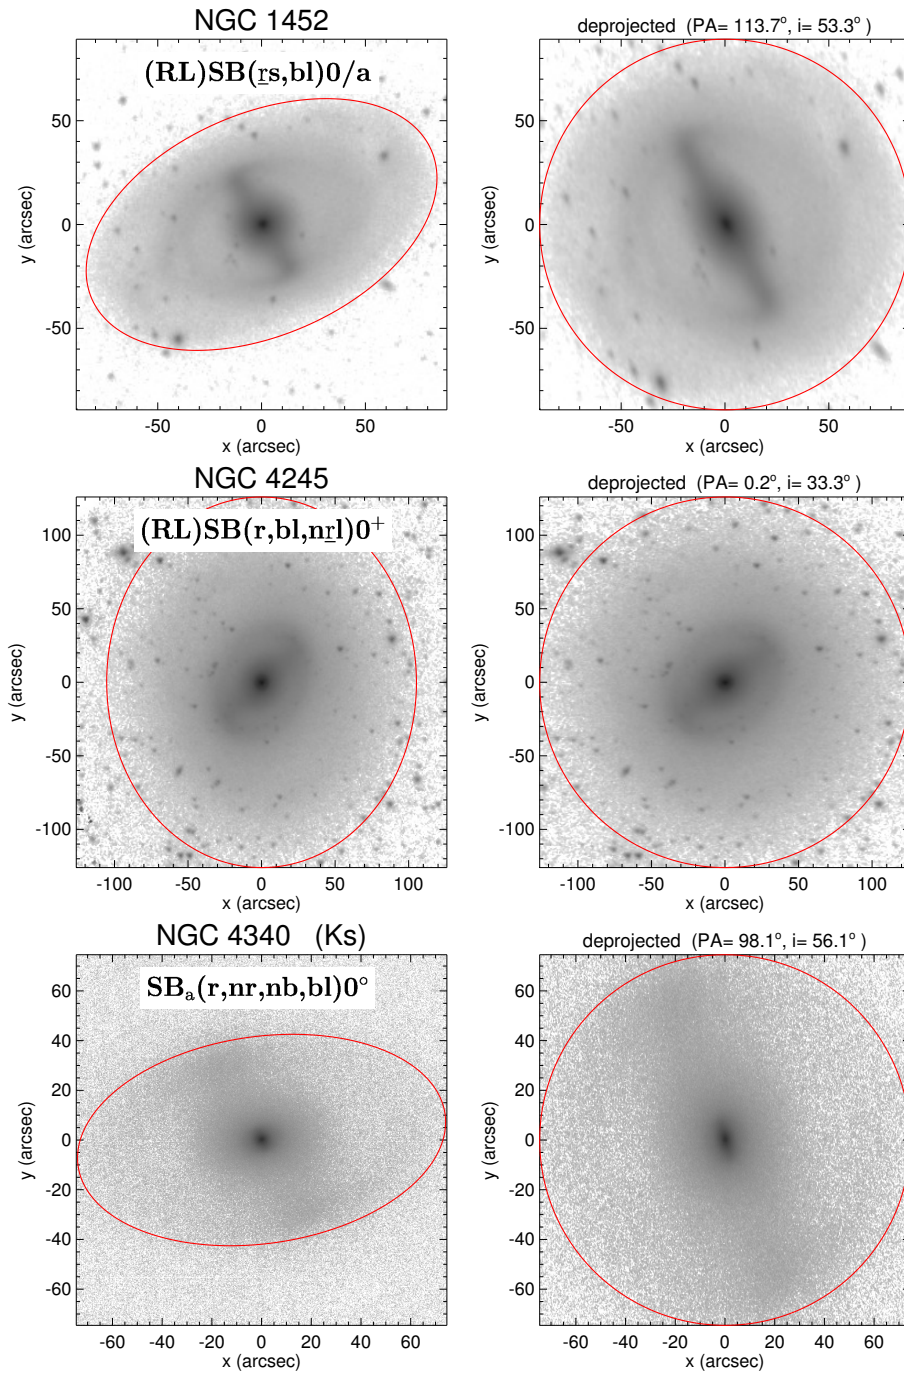 NGC 1452
deprojected (PA= 113.7°, i= 53.3°)
(RL)SB(r̲s,bl)0/a
50
0
-50
y (arcsec)
-50 0 50
x (arcsec)
50
0
-50
y (arcsec)
-50 0 50
x (arcsec)
NGC 4245
deprojected (PA= 0.2°, i= 33.3°)
(RL)SB(r,bl,nr̲l)0⁺
100
50
0
-50
-100
y (arcsec)
-100 -50 0 50 100
x (arcsec)
100
50
0
-50
-100
y (arcsec)
-100 -50 0 50 100
x (arcsec)
NGC 4340 (Ks)
deprojected (PA= 98.1°, i= 56.1°)
SBₐ(r,nr,nb,bl)0°
60
40
20
0
-20
-40
-60
y (arcsec)
-60 -40 -20 0 20 40 60
x (arcsec)
60
40
20
0
-20
-40
-60
y (arcsec)
-60 -40 -20 0 20 40 60
x (arcsec)